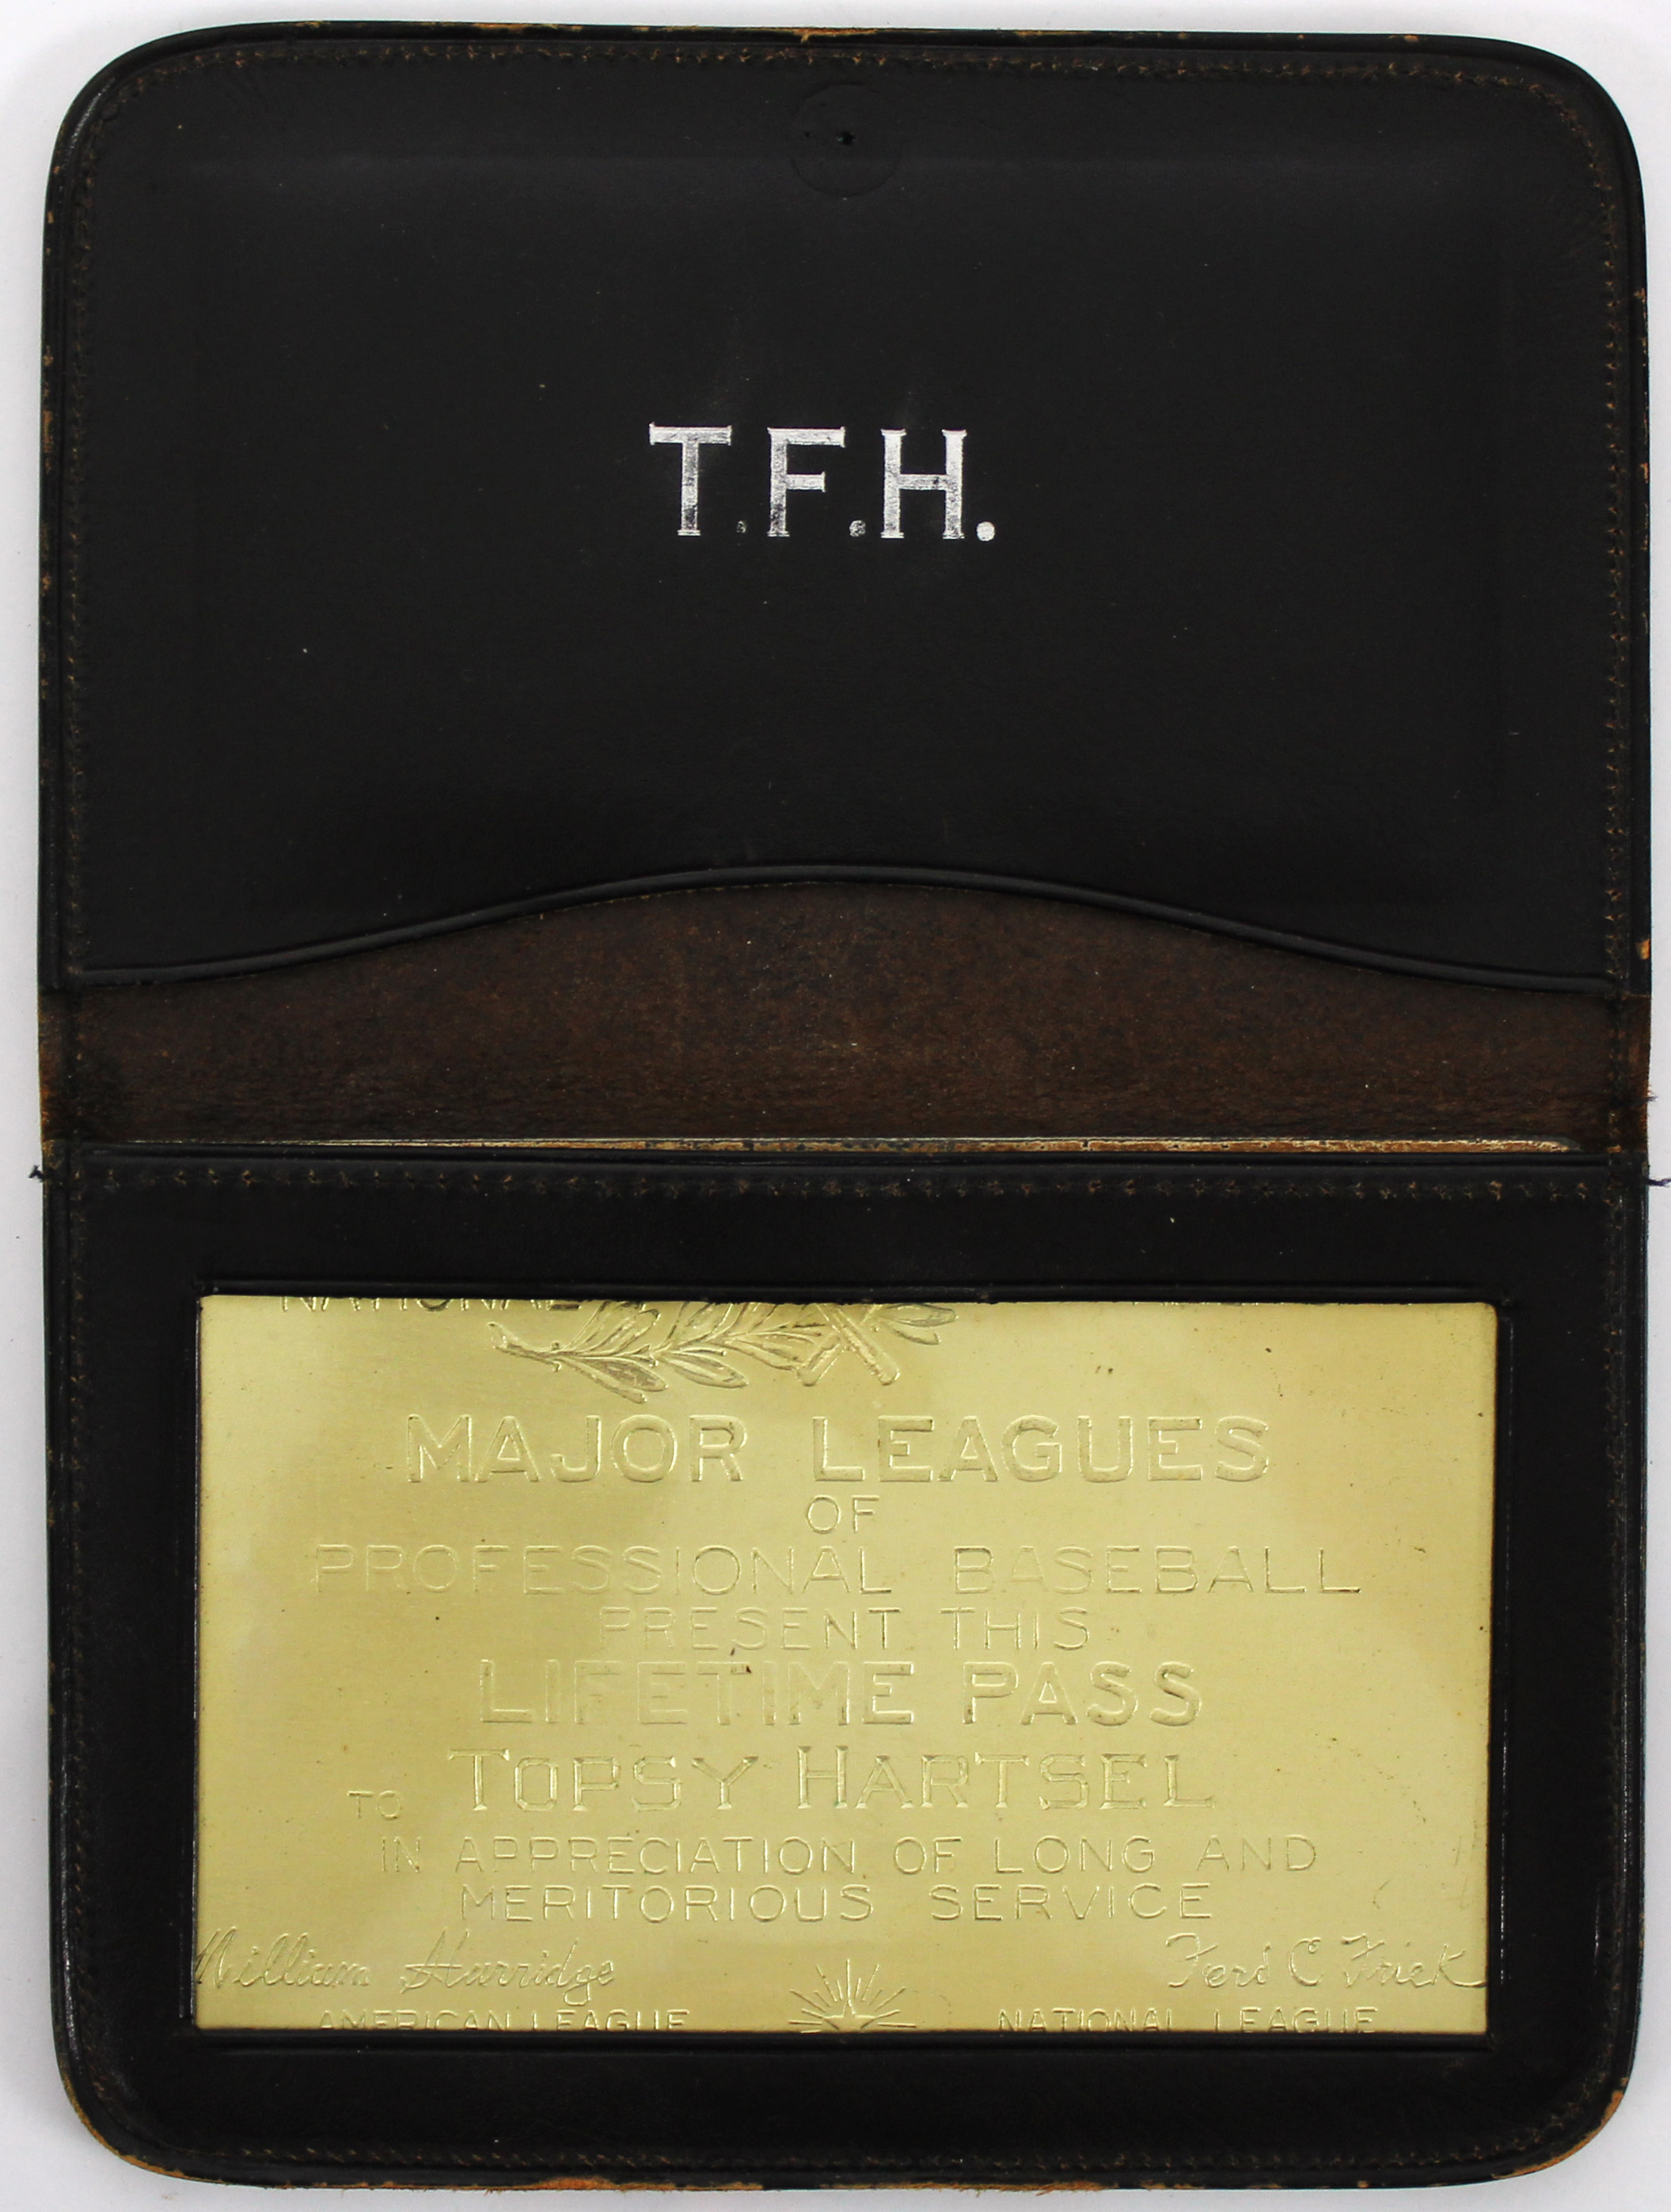 T.F.H.
NATIONAL
MAJOR LEAGUES
OF
PROFESSIONAL BASEBALL
PRESENT THIS
LIFETIME PASS
TO TOPSY HARTSEL
IN APPRECIATION OF LONG AND
MERITORIOUS SERVICE
William Harridge Ford C Frick
AMERICAN LEAGUE NATIONAL LEAGUE